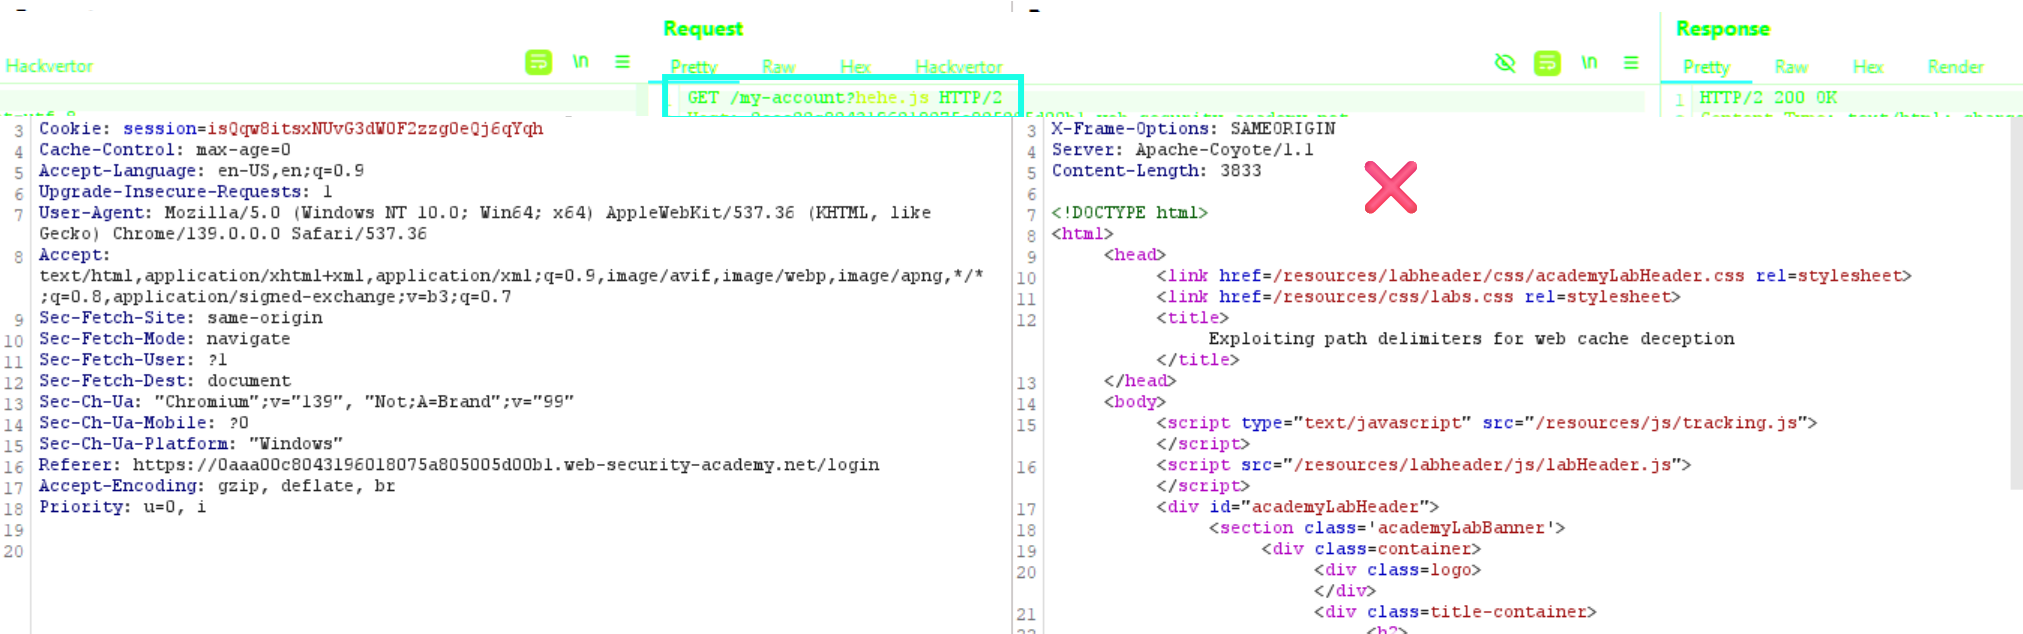 Request
Response
Hackvertor
\n
Pretty
Raw
Hex
Hackvertor
\n
Pretty
Raw
Hex
Render
GET /my-account?hehe.js HTTP/2
1 HTTP/2 200 OK
3 Cookie: session=isQqw8itsxNUvG3dW0F2zzg0eQj6qYqh
4 Cache-Control: max-age=0
5 Accept-Language: en-US,en;q=0.9
6 Upgrade-Insecure-Requests: 1
7 User-Agent: Mozilla/5.0 (Windows NT 10.0; Win64; x64) AppleWebKit/537.36 (KHTML, like
Gecko) Chrome/139.0.0.0 Safari/537.36
8 Accept:
text/html,application/xhtml+xml,application/xml;q=0.9,image/avif,image/webp,image/apng,*/*
;q=0.8,application/signed-exchange;v=b3;q=0.7
9 Sec-Fetch-Site: same-origin
10 Sec-Fetch-Mode: navigate
11 Sec-Fetch-User: ?1
12 Sec-Fetch-Dest: document
13 Sec-Ch-Ua: "Chromium";v="139", "Not;A=Brand";v="99"
14 Sec-Ch-Ua-Mobile: ?0
15 Sec-Ch-Ua-Platform: "Windows"
16 Referer: https://0aaa00c8043196018075a805005d00b1.web-security-academy.net/login
17 Accept-Encoding: gzip, deflate, br
18 Priority: u=0, i
19
20
3 X-Frame-Options: SAMEORIGIN
4 Server: Apache-Coyote/1.1
5 Content-Length: 3833
6
7 <!DOCTYPE html>
8 <html>
9 <head>
10 <link href=/resources/labheader/css/academyLabHeader.css rel=stylesheet>
11 <link href=/resources/css/labs.css rel=stylesheet>
12 <title>
Exploiting path delimiters for web cache deception
</title>
13 </head>
14 <body>
15 <script type="text/javascript" src="/resources/js/tracking.js">
</script>
16 <script src="/resources/labheader/js/labHeader.js">
</script>
17 <div id="academyLabHeader">
18 <section class='academyLabBanner'>
19 <div class=container>
20 <div class=logo>
</div>
21 <div class=title-container>
<h2>